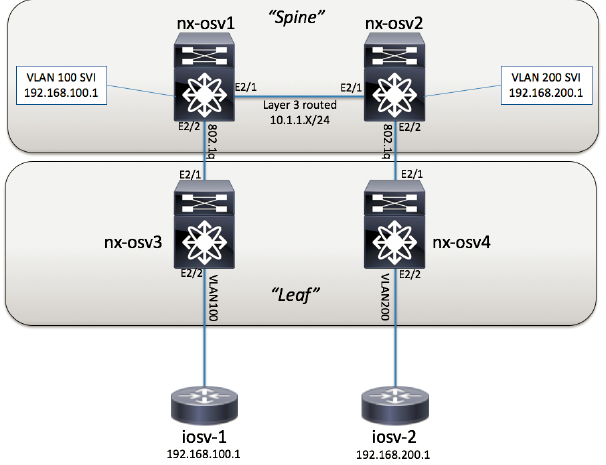 nx-osv1
“Spine”
nx-osv2
VLAN 100 SVI
192.168.100.1
VLAN 200 SVI
192.168.200.1
E2/1
E2/1
Layer 3 routed
10.1.1.X/24
E2/2
802.1q
802.1q
E2/2
E2/1
E2/1
nx-osv3
nx-osv4
E2/2
VLAN100
“Leaf”
VLAN200
E2/2
iosv-1
192.168.100.1
iosv-2
192.168.200.1